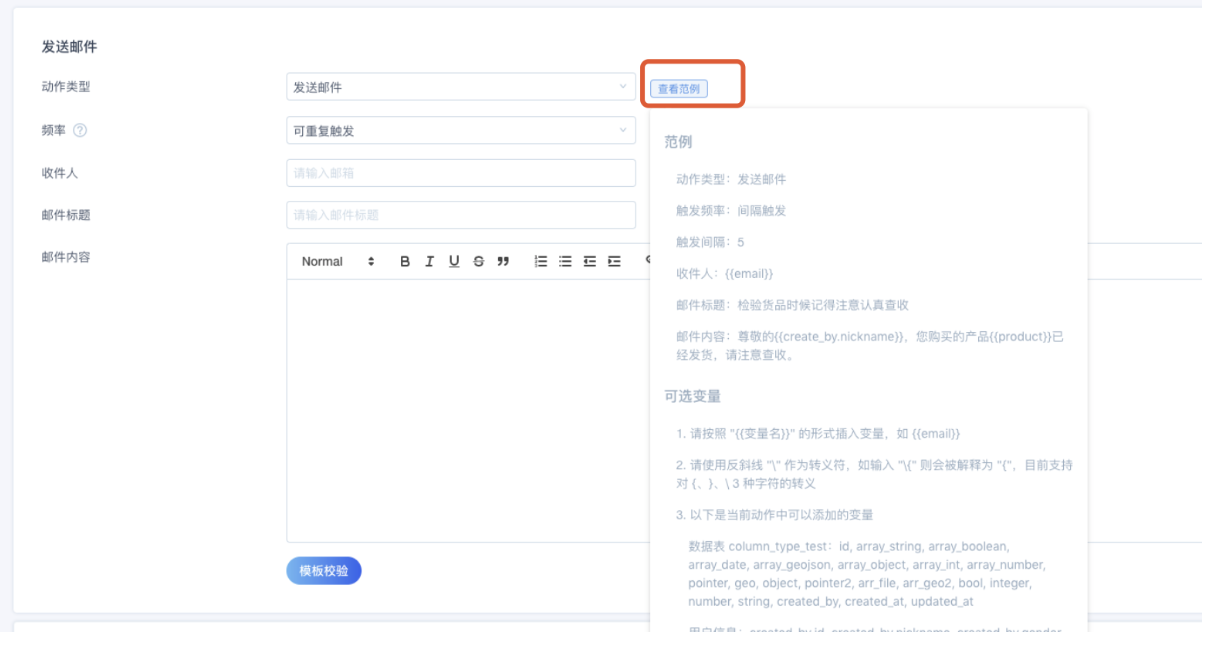 发送邮件
动作类型
发送邮件
查看范例
频率
可重复触发
收件人
请输入邮箱
邮件标题
请输入邮件标题
邮件内容
Normal
B I U S
范例
动作类型：发送邮件
触发频率：间隔触发
触发间隔：5
收件人：{{email}}
邮件标题：检验货品时候记得注意认真查收
邮件内容：尊敬的{{create_by.nickname}}，您购买的产品{{product}}已
经发货，请注意查收。
可选变量
1. 请按照 "{{变量名}}" 的形式插入变量，如 {{email}}
2. 请使用反斜线 "\" 作为转义符，如输入 "\{" 则会被解释为 "{"，目前支持
对 {、}、\ 3 种字符的转义
3. 以下是当前动作中可以添加的变量
数据表 column_type_test：id, array_string, array_boolean,
array_date, array_geojson, array_object, array_int, array_number,
pointer, geo, object, pointer2, arr_file, arr_geo2, bool, integer,
number, string, created_by, created_at, updated_at
用户信息：created_by.id, created_by.nickname, created_by.gender,
模板校验